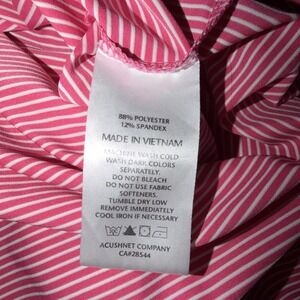 88% POLYESTER
12% SPANDEX
MADE IN VIETNAM
MACHINE WASH COLD
WASH DARK COLORS
SEPARATELY.
DO NOT BLEACH
DO NOT USE FABRIC
SOFTENERS.
TUMBLE DRY LOW
REMOVE IMMEDIATELY
COOL IRON IF NECESSARY
ACUSHNET COMPANY
CA#28544